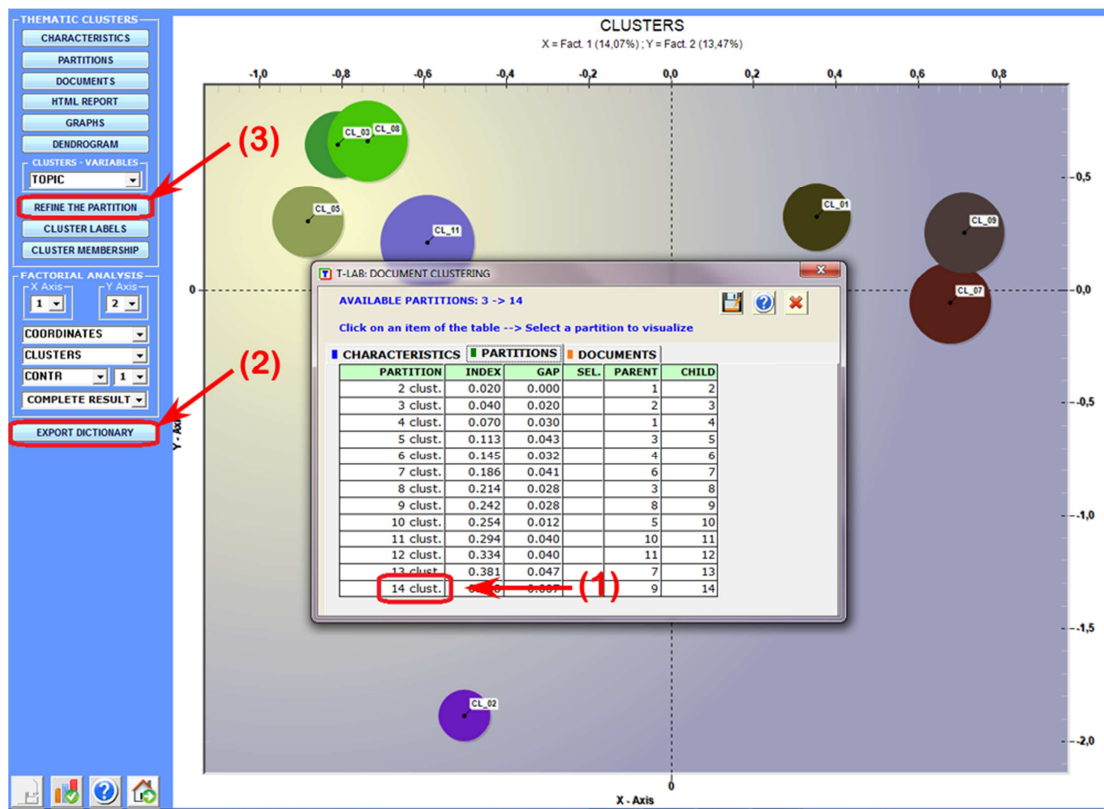 THEMATIC CLUSTERS
CHARACTERISTICS
PARTITIONS
DOCUMENTS
HTML REPORT
GRAPHS
DENDROGRAM
CLUSTERS - VARIABLES
TOPIC
REFINE THE PARTITION
CLUSTER LABELS
CLUSTER MEMBERSHIP
FACTORIAL ANALYSIS
X Axis Y Axis
1 2
COORDINATES
CLUSTERS
CONTR 1
COMPLETE RESULT
EXPORT DICTIONARY
(3)
(2)
CLUSTERS
X = Fact. 1 (14,07%) ; Y = Fact. 2 (13,47%)
-1,0 -0,8 -0,6 -0,4 -0,2 0,0 0,2 0,4 0,6 0,8
CL_03 CL_08
CL_05
CL_11
CL_01
CL_09
CL_07
CL_02
0
- 0,5
- 0,0
- -0,5
- -1,0
- -1,5
- -2,0
Y - Axis
0
X - Axis
T-LAB: DOCUMENT CLUSTERING
AVAILABLE PARTITIONS: 3 -> 14
Click on an item of the table --> Select a partition to visualize
CHARACTERISTICS PARTITIONS DOCUMENTS
PARTITION INDEX GAP SEL. PARENT CHILD
2 clust. 0.020 0.000 1 2
3 clust. 0.040 0.020 2 3
4 clust. 0.070 0.030 1 4
5 clust. 0.113 0.043 3 5
6 clust. 0.145 0.032 4 6
7 clust. 0.186 0.041 6 7
8 clust. 0.214 0.028 3 8
9 clust. 0.242 0.028 8 9
10 clust. 0.254 0.012 5 10
11 clust. 0.294 0.040 10 11
12 clust. 0.334 0.040 11 12
13 clust. 0.381 0.047 7 13
14 clust. 9 14
(1)